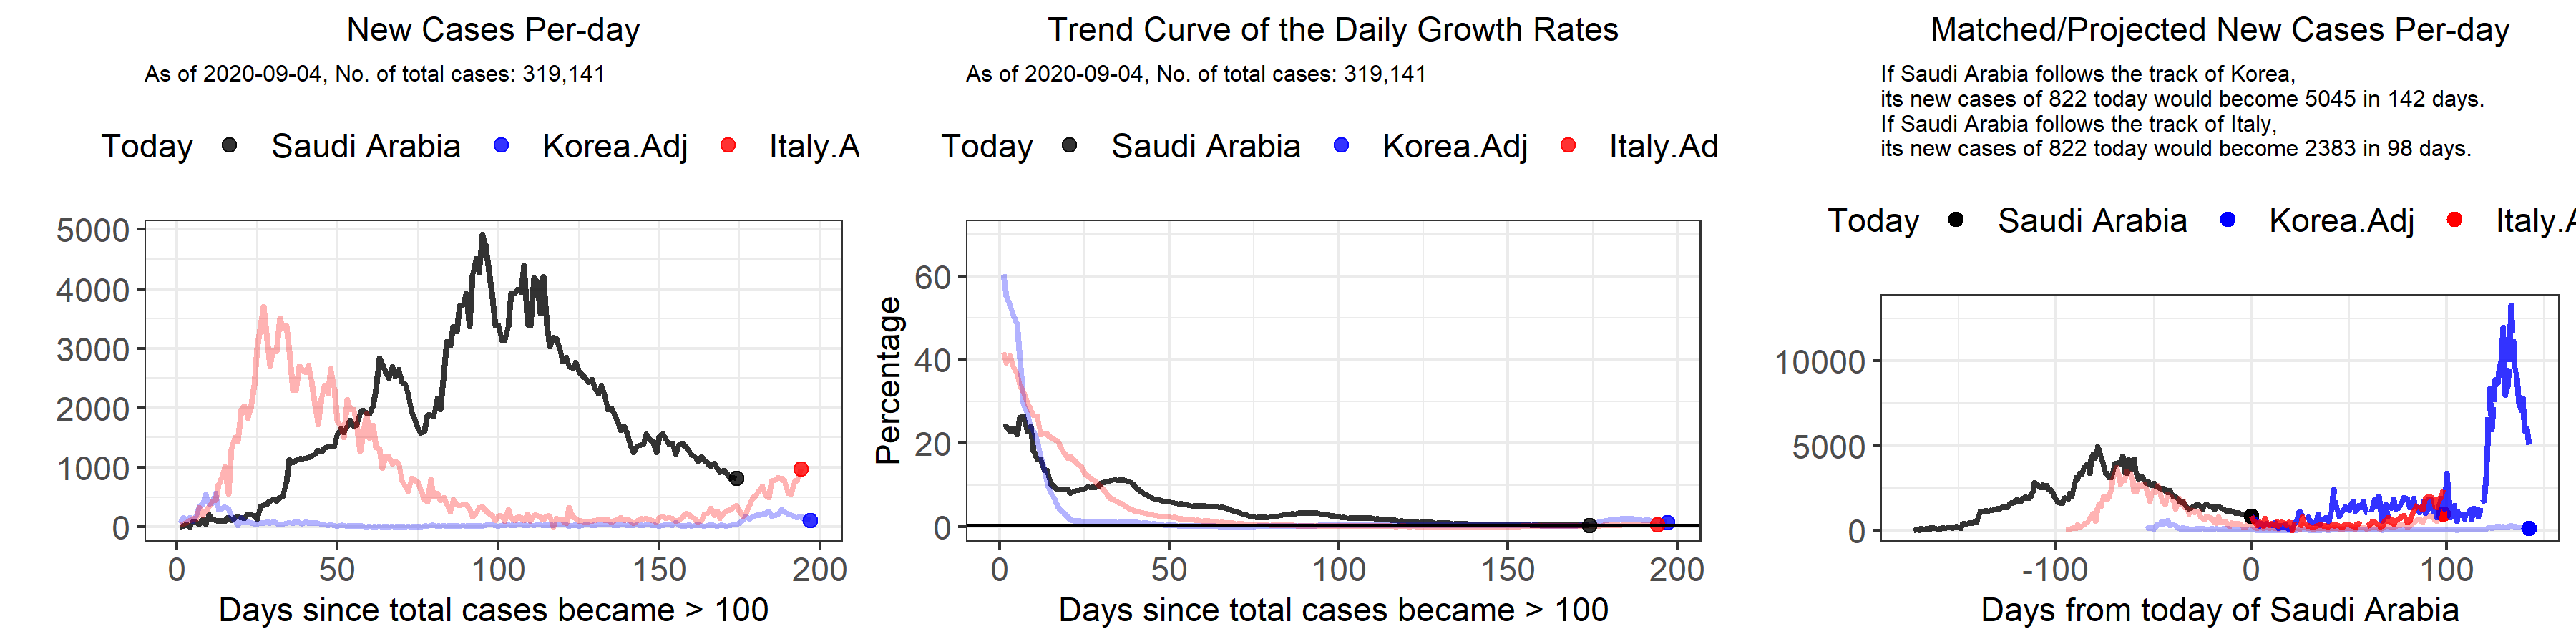 New Cases Per-day
As of 2020-09-04, No. of total cases: 319,141
Today Saudi Arabia Korea.Adj Italy.A
5000
4000
3000
2000
1000
0
0 50 100 150 200
Days since total cases became > 100
Trend Curve of the Daily Growth Rates
As of 2020-09-04, No. of total cases: 319,141
Today Saudi Arabia Korea.Adj Italy.Ad
Percentage
60
40
20
0
0 50 100 150 200
Days since total cases became > 100
Matched/Projected New Cases Per-day
If Saudi Arabia follows the track of Korea,
its new cases of 822 today would become 5045 in 142 days.
If Saudi Arabia follows the track of Italy,
its new cases of 822 today would become 2383 in 98 days.
Today Saudi Arabia Korea.Adj Italy.A
10000
5000
0
-100 0 100
Days from today of Saudi Arabia